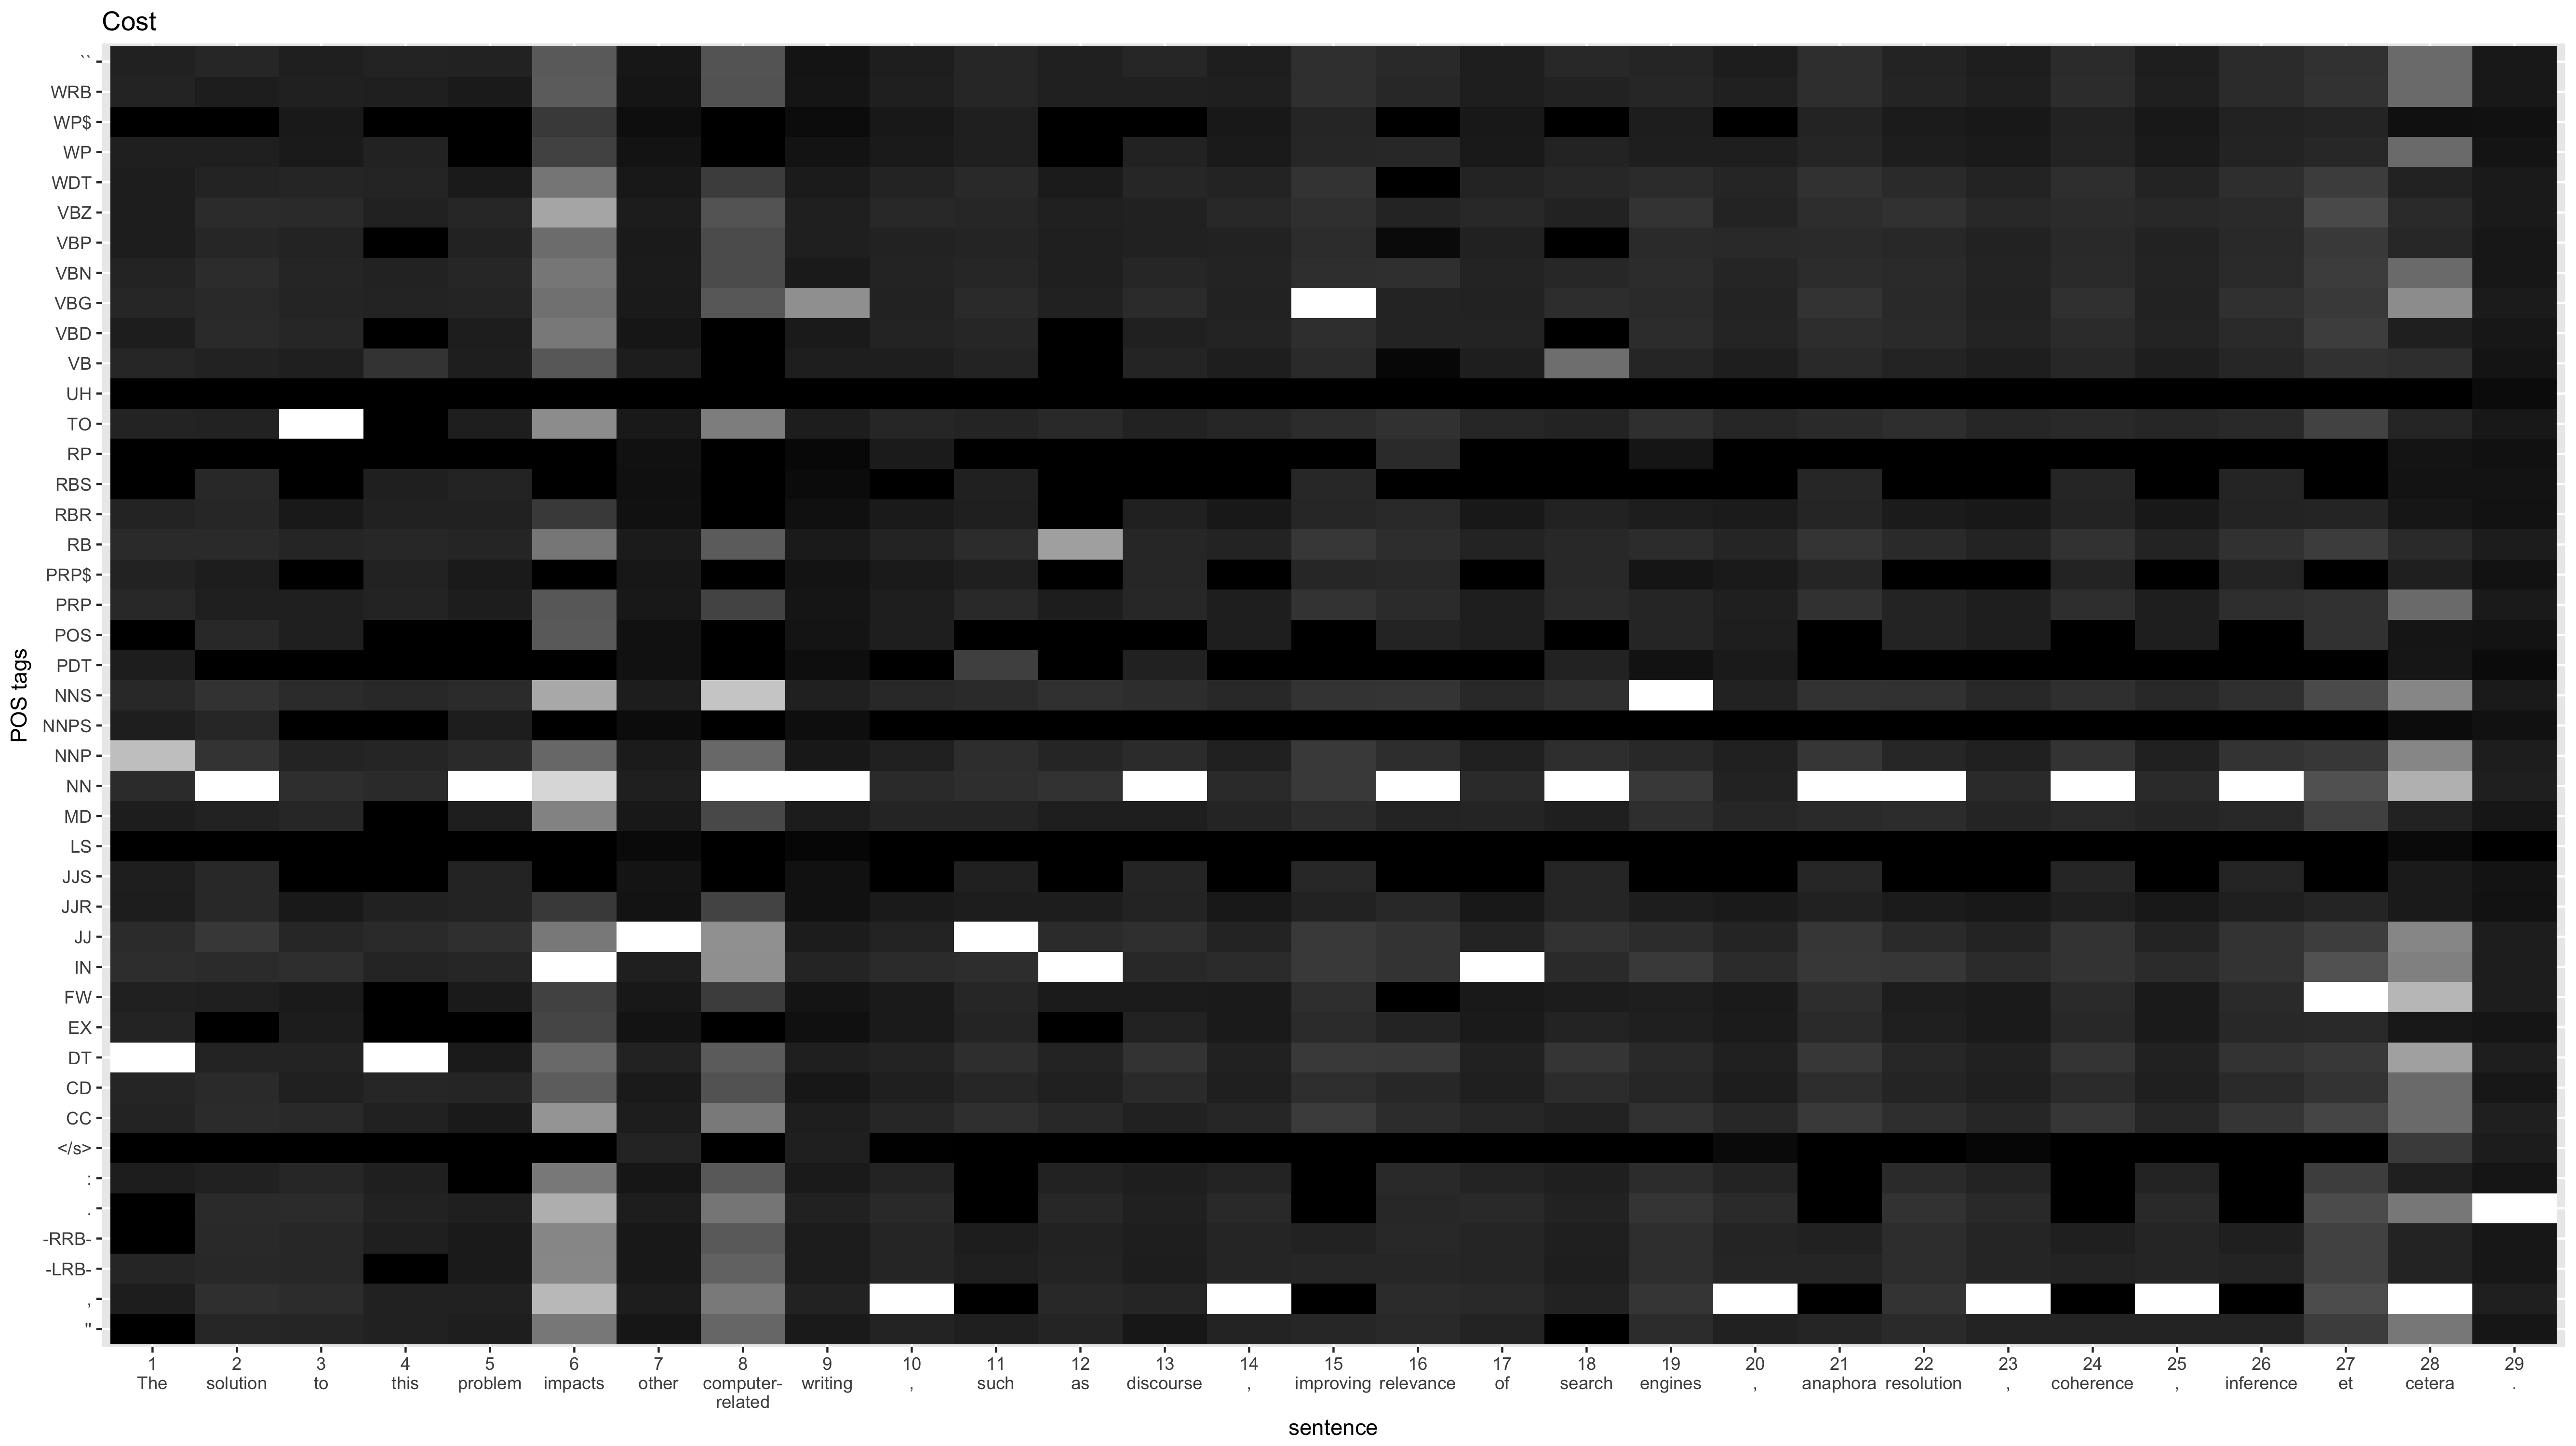 Cost
POS tags
``
WRB
WP$
WP
WDT
VBZ
VBP
VBN
VBG
VBD
VB
UH
TO
RP
RBS
RBR
RB
PRP$
PRP
POS
PDT
NNS
NNPS
NNP
NN
MD
LS
JJS
JJR
JJ
IN
FW
EX
DT
CD
CC
</s>
:
.
-RRB-
-LRB-
,
''
1 2 3 4 5 6 7 8 9 10 11 12 13 14 15 16 17 18 19 20 21 22 23 24 25 26 27 28 29
The solution to this problem impacts other computer- writing , such as discourse , improving relevance of search engines , anaphora resolution , coherence , inference et cetera .
related
sentence